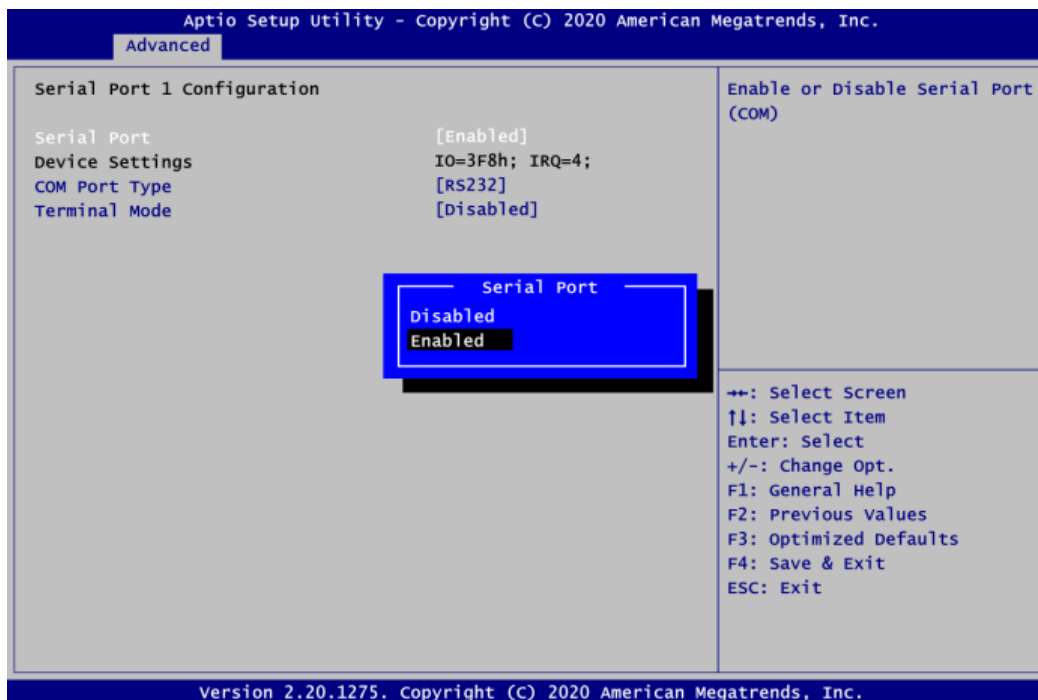 Aptio Setup Utility - Copyright (C) 2020 American Megatrends, Inc.
Advanced
Serial Port 1 Configuration
Serial Port [Enabled]
Device Settings IO=3F8h; IRQ=4;
COM Port Type [RS232]
Terminal Mode [Disabled]
Serial Port
Disabled
Enabled
Enable or Disable Serial Port
(COM)
→←: Select Screen
↑↓: Select Item
Enter: Select
+/-: Change Opt.
F1: General Help
F2: Previous Values
F3: Optimized Defaults
F4: Save & Exit
ESC: Exit
Version 2.20.1275. Copyright (C) 2020 American Megatrends, Inc.